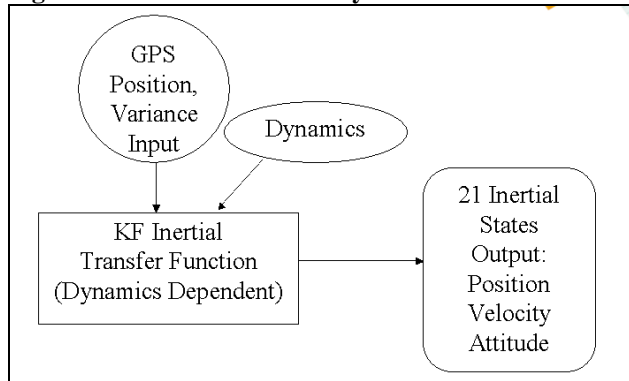 GPS
Position,
Variance
Input
Dynamics
KF Inertial
Transfer Function
(Dynamics Dependent)
21 Inertial
States
Output:
Position
Velocity
Attitude